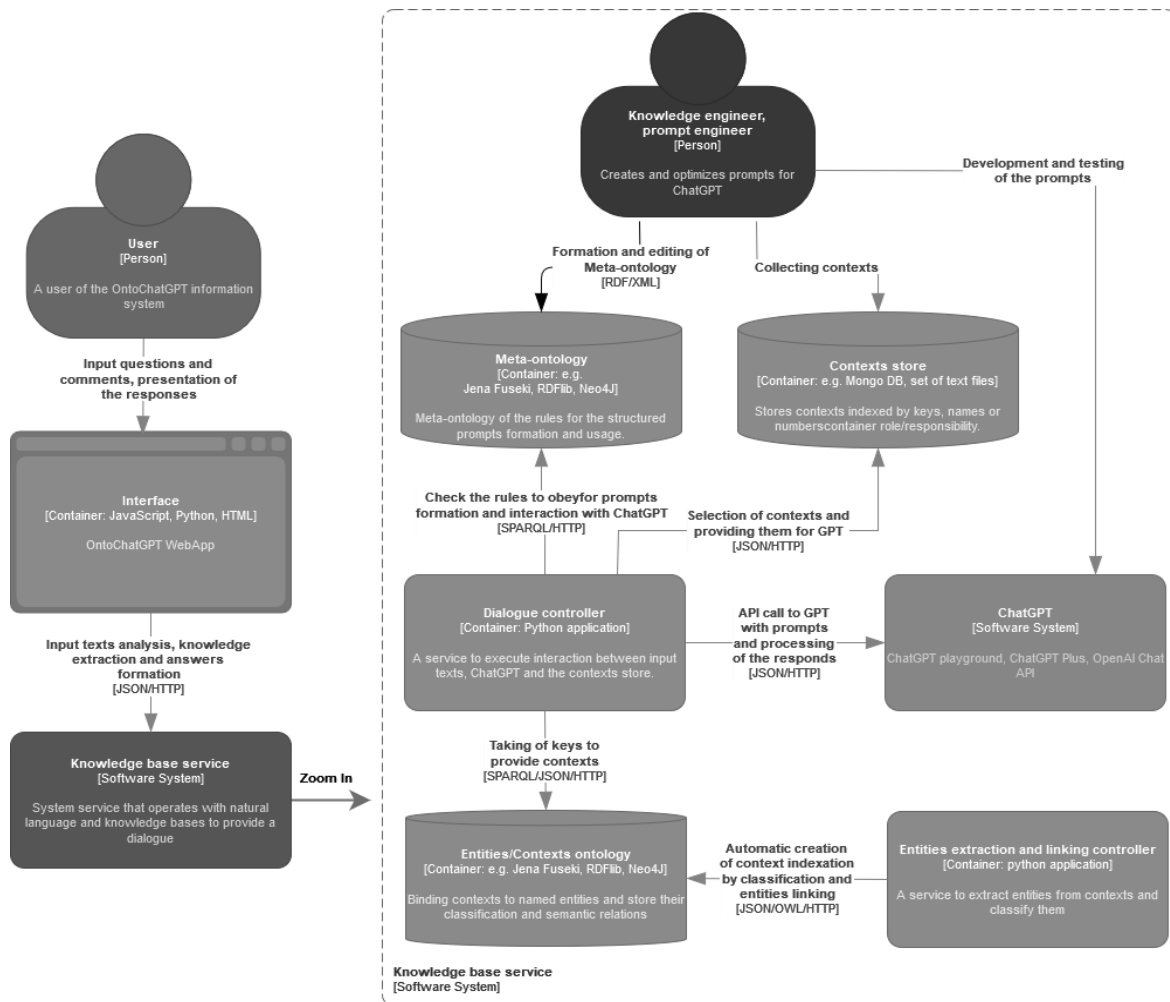 Knowledge engineer,
prompt engineer
[Person]
Creates and optimizes prompts for
ChatGPT
Development and testing
of the prompts
User
[Person]
A user of the OntoChatGPT information
system
Formation and editing of
Meta-ontology
[RDF/XML]
Collecting contexts
Input questions and
comments, presentation of
the responses
Meta-ontology
[Container: e.g.
Jena Fuseki, RDFlib, Neo4J]
Meta-ontology of the rules for the structured
prompts formation and usage.
Contexts store
[Container: e.g. Mongo DB, set of text files]
Stores contexts indexed by keys, names or
numberscontainer role/responsibility.
Interface
[Container: JavaScript, Python, HTML]
OntoChatGPT WebApp
Check the rules to obeyfor prompts
formation and interaction with ChatGPT
[SPARQL/HTTP]
Selection of contexts and
providing them for GPT
[JSON/HTTP]
Input texts analysis, knowledge
extraction and answers
formation
[JSON/HTTP]
Dialogue controller
[Container: Python application]
A service to execute interaction between input
texts, ChatGPT and the contexts store.
API call to GPT
with prompts
and processing
of the responds
[JSON/HTTP]
ChatGPT
[Software System]
ChatGPT playground, ChatGPT Plus, OpenAI Chat
API
Knowledge base service
[Software System]
System service that operates with natural
language and knowledge bases to provide a
dialogue
Zoom In
Taking of keys to
provide contexts
[SPARQL/JSON/HTTP]
Entities/Contexts ontology
[Container: e.g. Jena Fuseki, RDFlib, Neo4J]
Binding contexts to named entities and store their
classification and semantic relations
Automatic creation
of context indexation
by classification and
entities linking
[JSON/OWL/HTTP]
Entities extraction and linking controller
[Container: python application]
A service to extract entities from contexts and
classify them
Knowledge base service
[Software System]